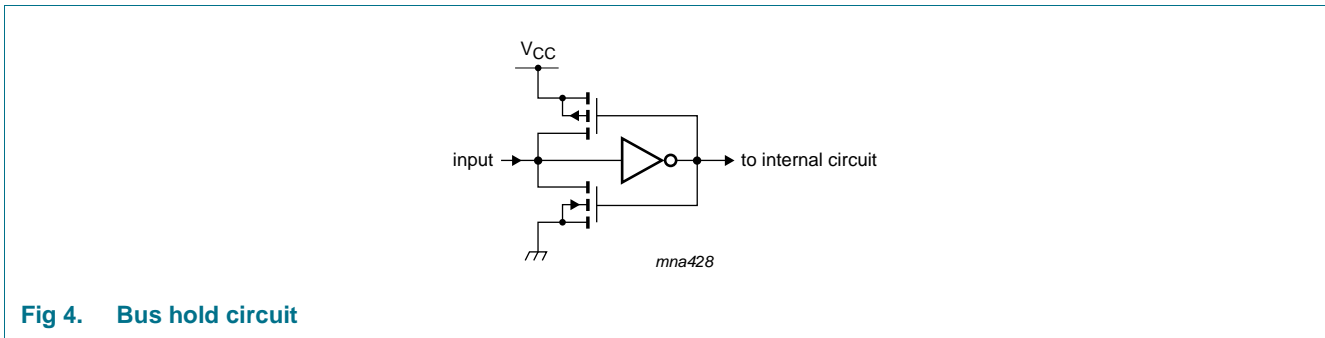 VCC
input
to internal circuit
mna428
Fig 4. Bus hold circuit